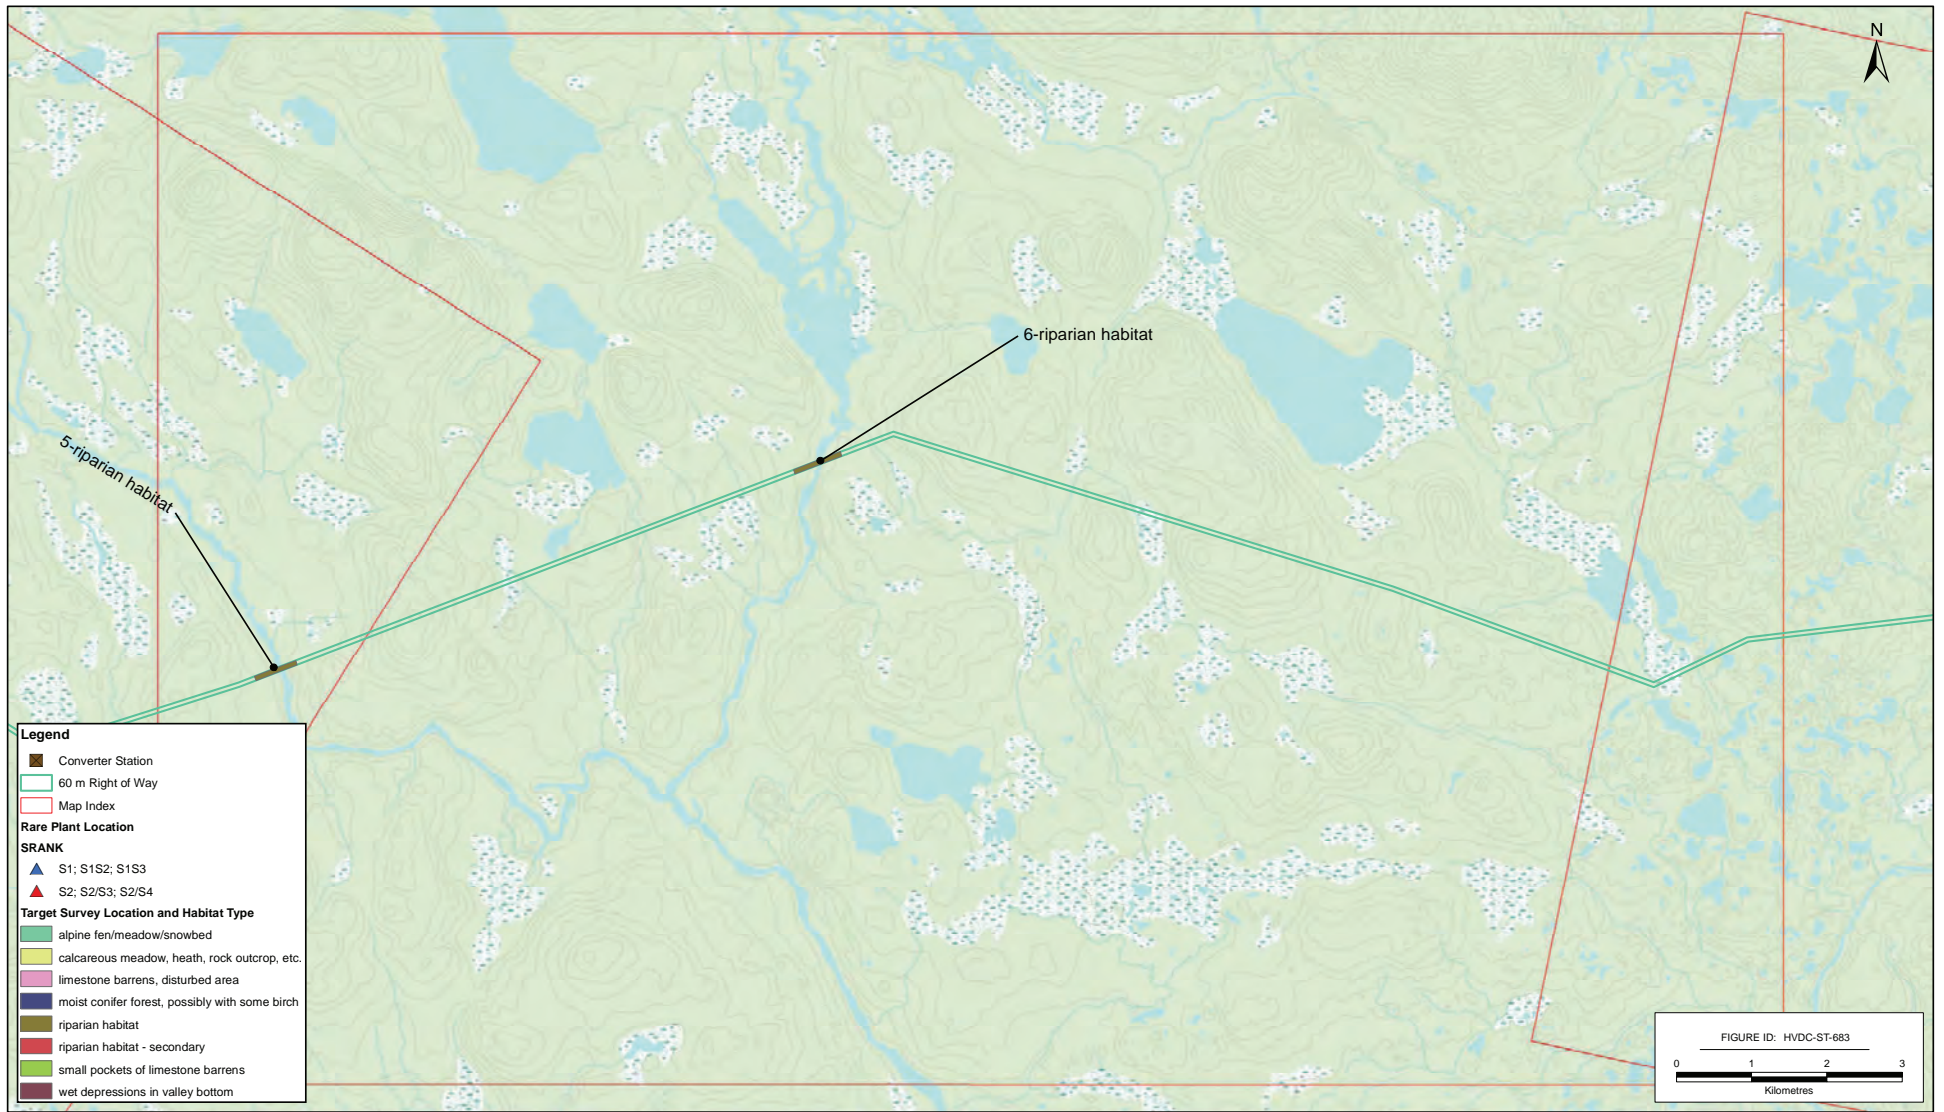 N
6-riparian habitat
5-riparian habitat
Legend
Converter Station
60 m Right of Way
Map Index
Rare Plant Location
SRANK
S1; S1S2; S1S3
S2; S2/S3; S2/S4
Target Survey Location and Habitat Type
alpine fen/meadow/snowbed
calcareous meadow, heath, rock outcrop, etc.
limestone barrens, disturbed area
moist conifer forest, possibly with some birch
riparian habitat
riparian habitat - secondary
small pockets of limestone barrens
wet depressions in valley bottom
FIGURE ID: HVDC-ST-683
0 1 2 3
Kilometres